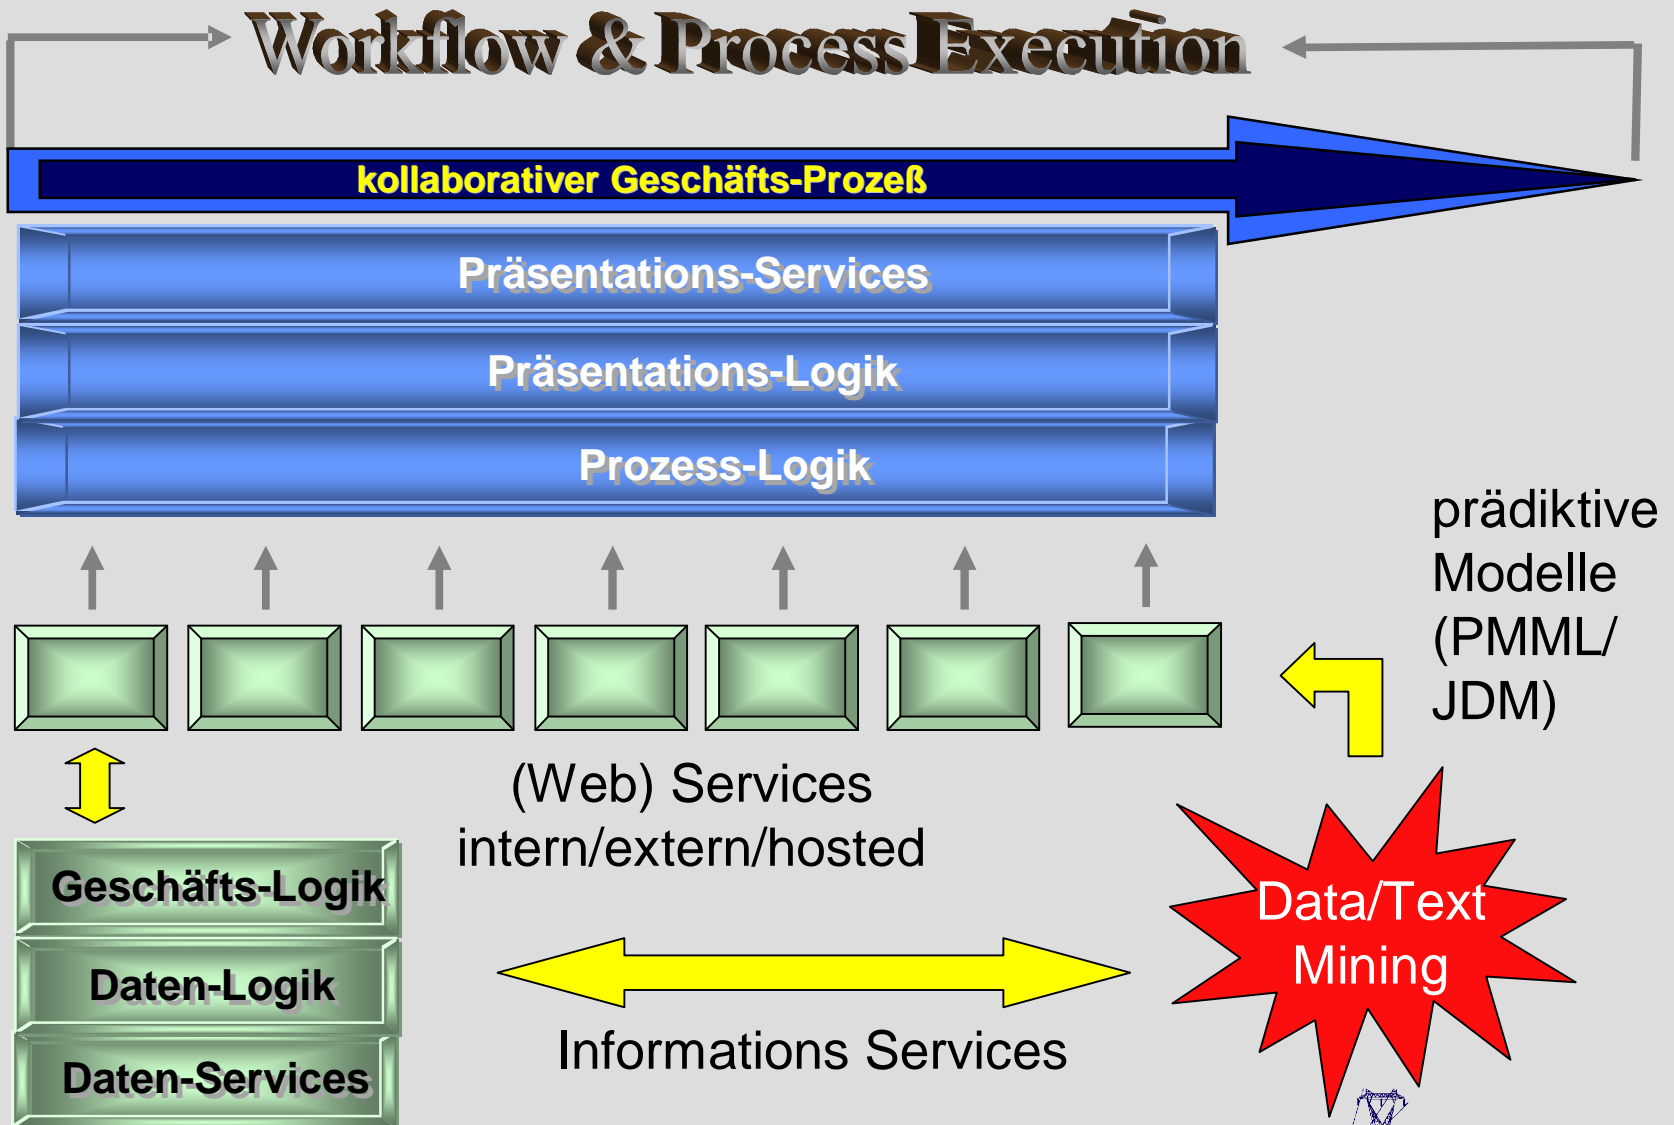 Workflow & Process Execution
kollaborativer Geschäfts-Prozeß
Präsentations-Services
Präsentations-Logik
Prozess-Logik
prädiktive
Modelle
(PMML/
JDM)
(Web) Services
intern/extern/hosted
Geschäfts-Logik
Daten-Logik
Daten-Services
Informations Services
Data/Text
Mining